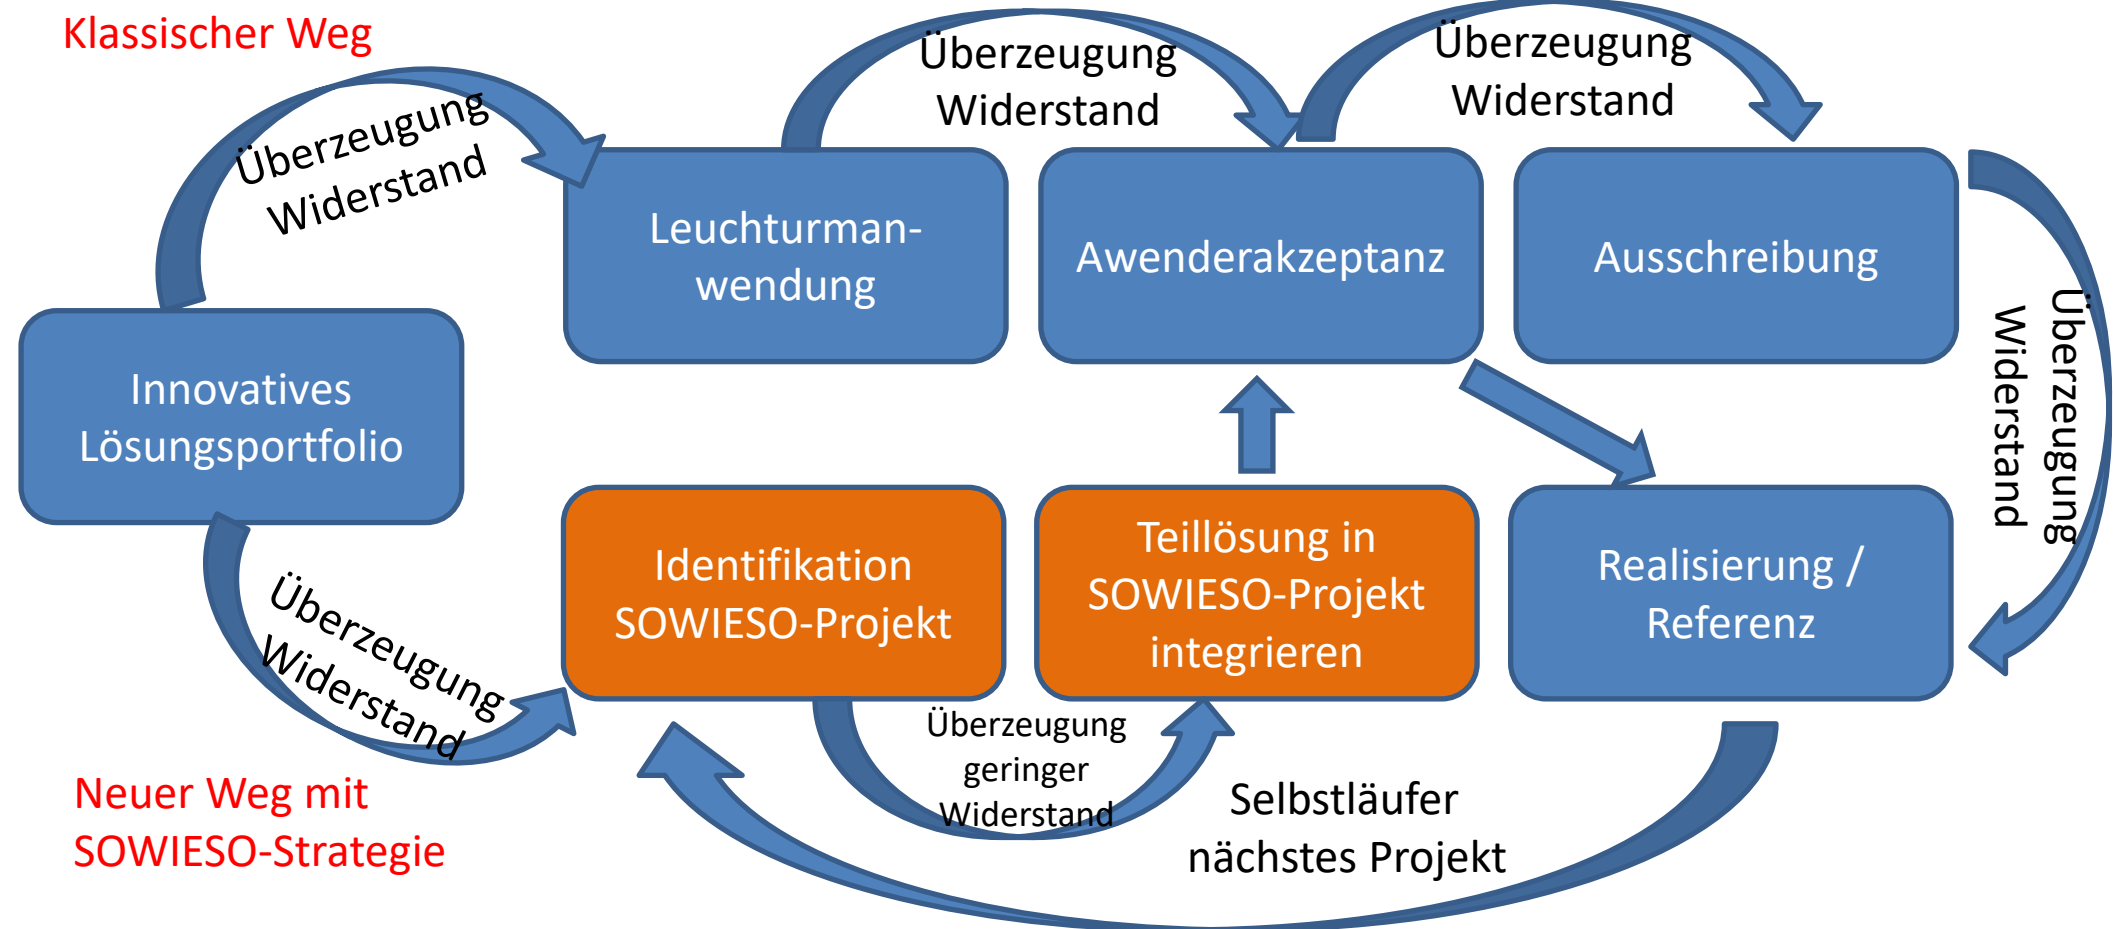 Klassischer Weg
Überzeugung
Widerstand
Überzeugung
Widerstand
Überzeugung
Widerstand
Leuchturman-
wendung
Awenderakzeptanz
Ausschreibung
Überzeugung
Widerstand
Innovatives
Lösungsportfolio
Identifikation
SOWIESO-Projekt
Teillösung in
SOWIESO-Projekt
integrieren
Realisierung /
Referenz
Überzeugung
Widerstand
Überzeugung
geringer
Widerstand
Selbstläufer
nächstes Projekt
Neuer Weg mit
SOWIESO-Strategie